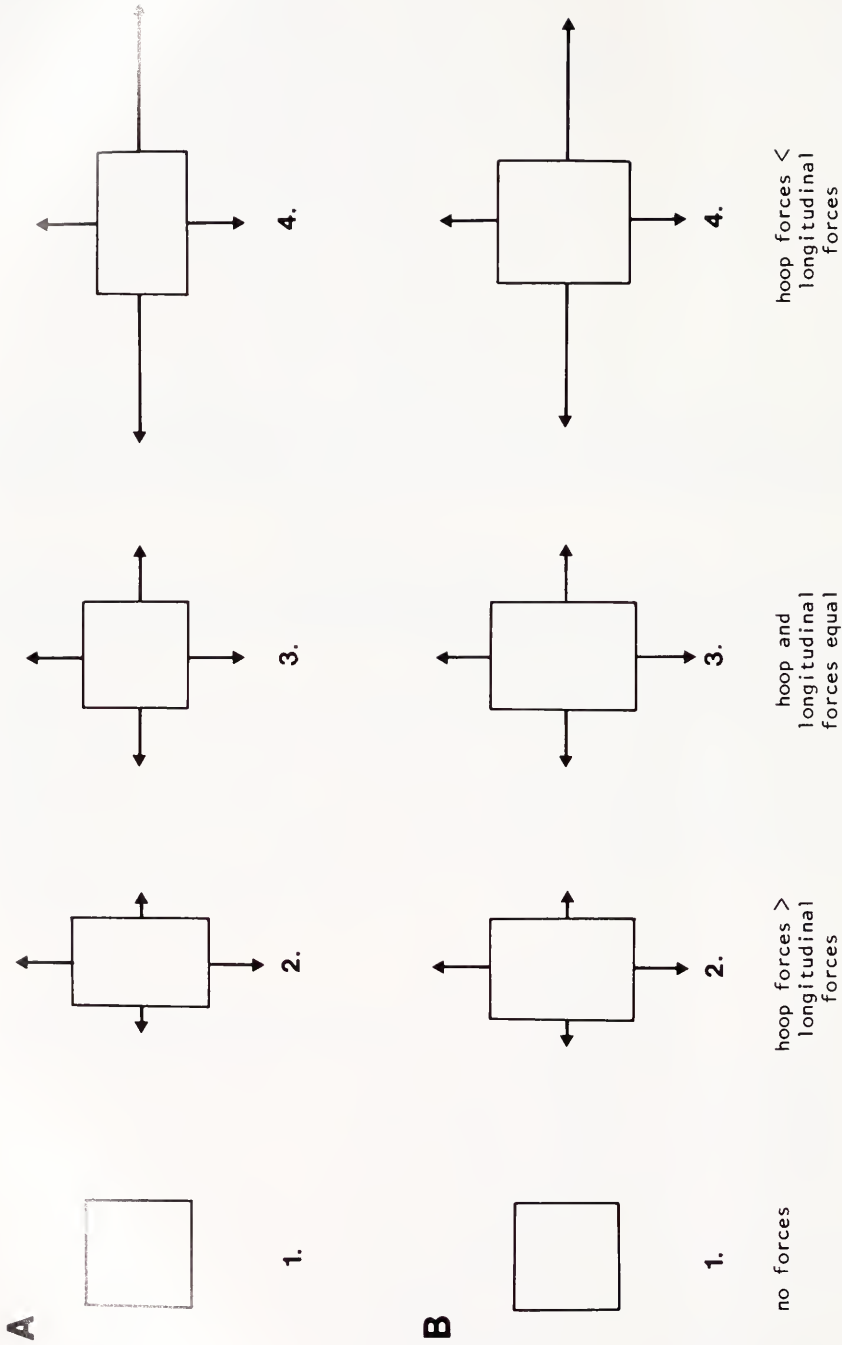 A
1.
2.
3.
4.
B
1.
2.
3.
4.
no forces
hoop forces >
longitudinal
forces
hoop and
longitudinal
forces equal
hoop forces <
longitudinal
forces